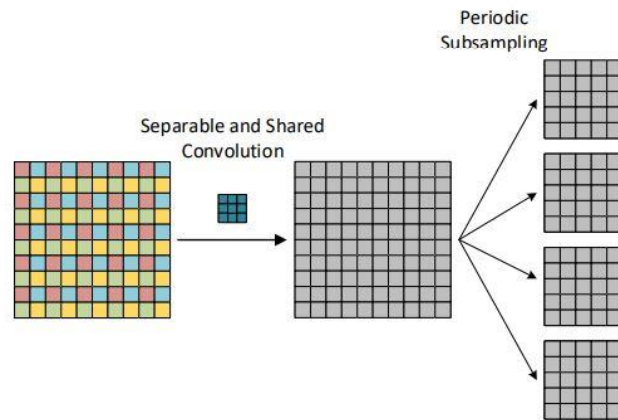 Periodic
Subsampling
Separable and Shared
Convolution